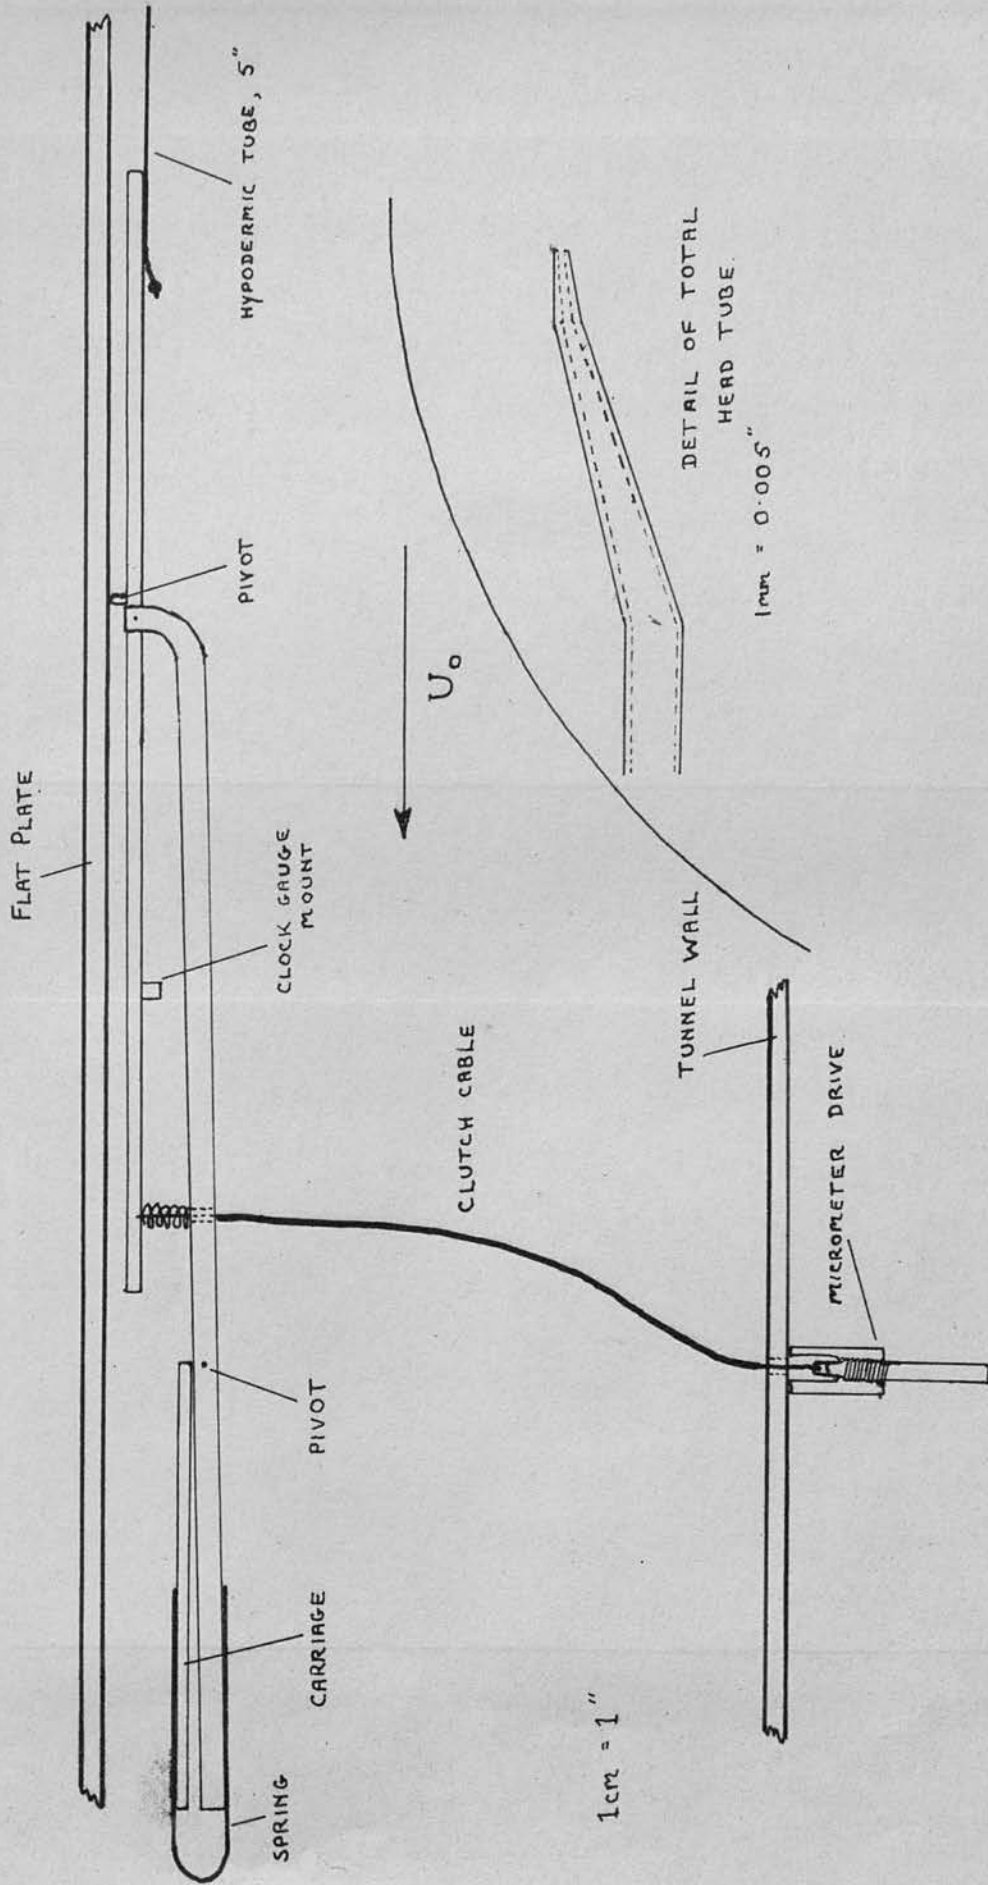 FLAT PLATE
HYPODERMIC TUBE, 5"
PIVOT
CLOCK GAUGE
MOUNT
U₀
DETAIL OF TOTAL
HEAD TUBE.
1mm = 0.005"
CLUTCH CABLE
TUNNEL WALL
MICROMETER DRIVE
PIVOT
CARRIAGE
SPRING
1cm = 1"